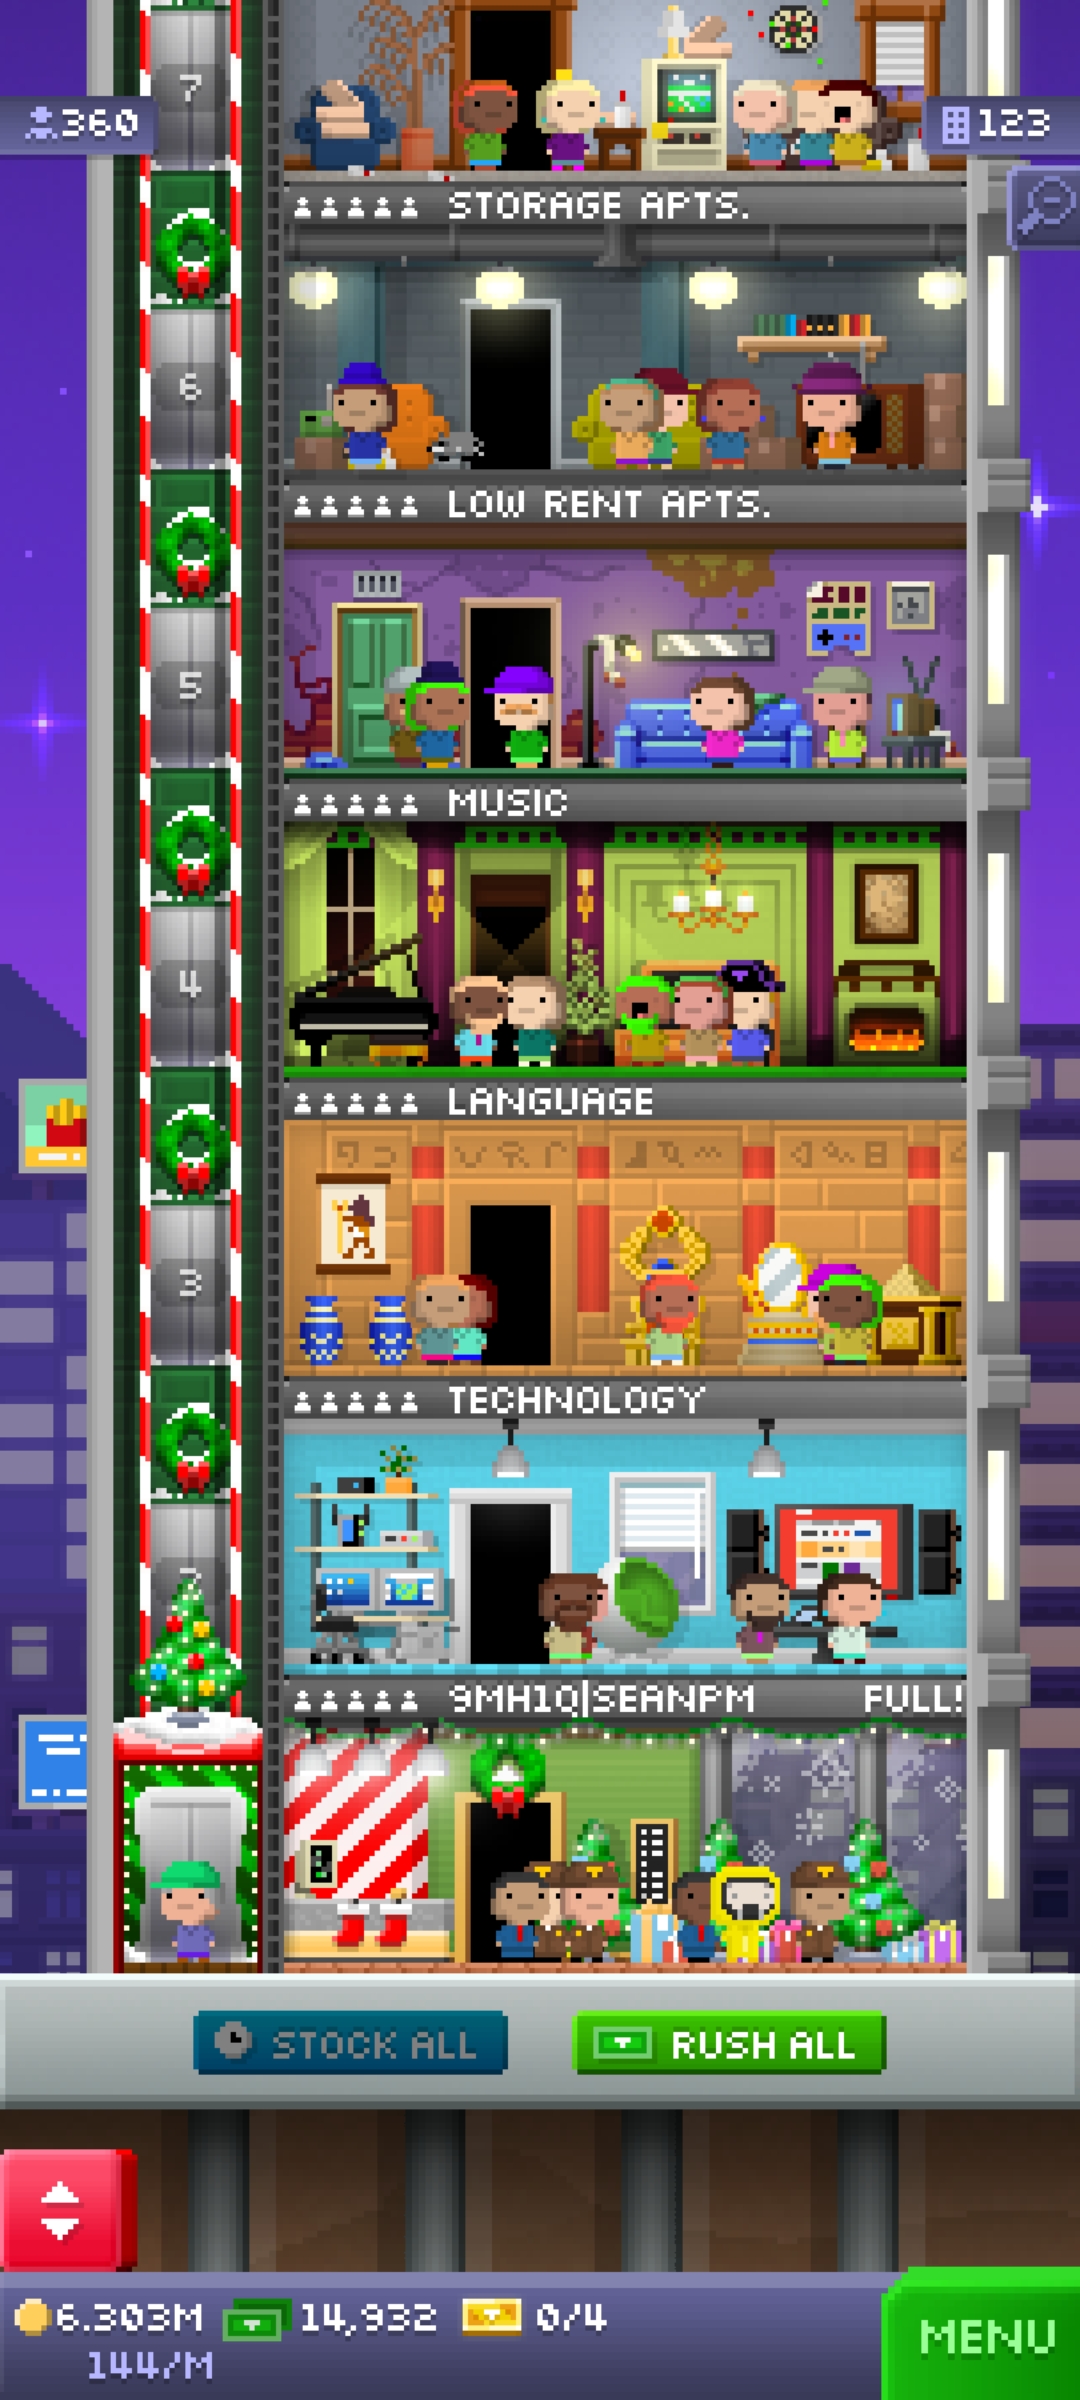 7
360
123
STORAGE APTS.
6
LOW RENT APTS.
5
MUSIC
4
LANGUAGE
3
TECHNOLOGY
9MH1Q|SEANPM FULL!
STOCK ALL
RUSH ALL
6.303M 14,932 0/4
144/M
MENU